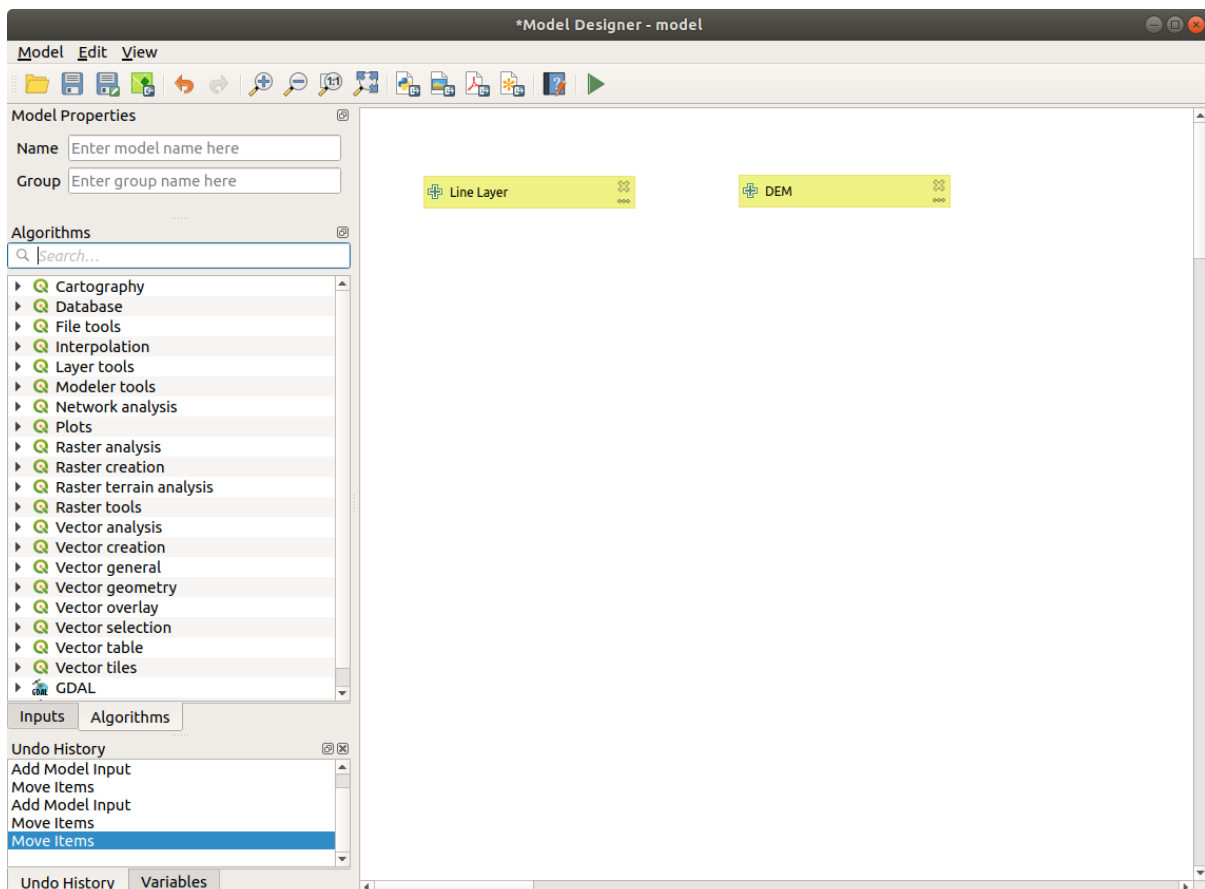 *Model Designer - model
Model Edit View
Model Properties
Name Enter model name here
Group Enter group name here
Algorithms
Search...
Cartography
Database
File tools
Interpolation
Layer tools
Modeler tools
Network analysis
Plots
Raster analysis
Raster creation
Raster terrain analysis
Raster tools
Vector analysis
Vector creation
Vector general
Vector geometry
Vector overlay
Vector selection
Vector table
Vector tiles
GDAL
Inputs Algorithms
Undo History
Add Model Input
Move Items
Add Model Input
Move Items
Move Items
Undo History Variables
Line Layer
DEM